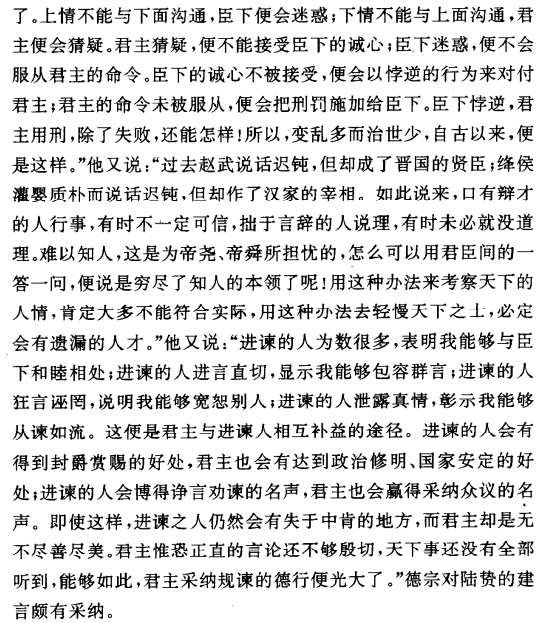 了。上情不能与下面沟通，臣下便会迷惑；下情不能与上面沟通，君
主便会猜疑。君主猜疑，便不能接受臣下的诚心；臣下迷惑，便不会
服从君主的命令。臣下的诚心不被接受，便会以悖逆的行为来对付
君主；君主的命令未被服从，便会把刑罚施加给臣下。臣下悖逆，君
主用刑，除了失败，还能怎样！所以，变乱多而治世少，自古以来，便
是这样。”他又说：“过去赵武说话迟钝，但却成了晋国的贤臣；绛侯
灌婴质朴而说话迟钝，但却作了汉家的宰相。如此说来，口有辩才
的人行事，有时不一定可信，拙于言辞的人说理，有时未必就没道
理。难以知人，这是为帝尧、帝舜所担忧的，怎么可以用君臣间的一
答一问，便说是穷尽了知人的本领了呢！用这种办法来考察天下的
人情，肯定大多不能符合实际，用这种办法去轻慢天下之士，必定
会有遗漏的人才。”他又说：“进谏的人为数很多，表明我能够与臣
下和睦相处；进谏的人进言直切，显示我能够包容群言；进谏的人
狂言诬罔，说明我能够宽恕别人；进谏的人泄露真情，彰示我能够
从谏如流。这便是君主与进谏人相互补益的途径。进谏的人会有
得到封爵赏赐的好处，君主也会有达到政治修明、国家安定的好
处；进谏的人会博得诤言劝谏的名声，君主也会赢得采纳众议的名
声。即使这样，进谏之人仍然会有失于中肯的地方，而君主却是无
不尽善尽美。君主惟恐正直的言论还不够殷切，天下事还没有全部
听到，能够如此，君主采纳规谏的德行便光大了。”德宗对陆贽的建
言颇有采纳。